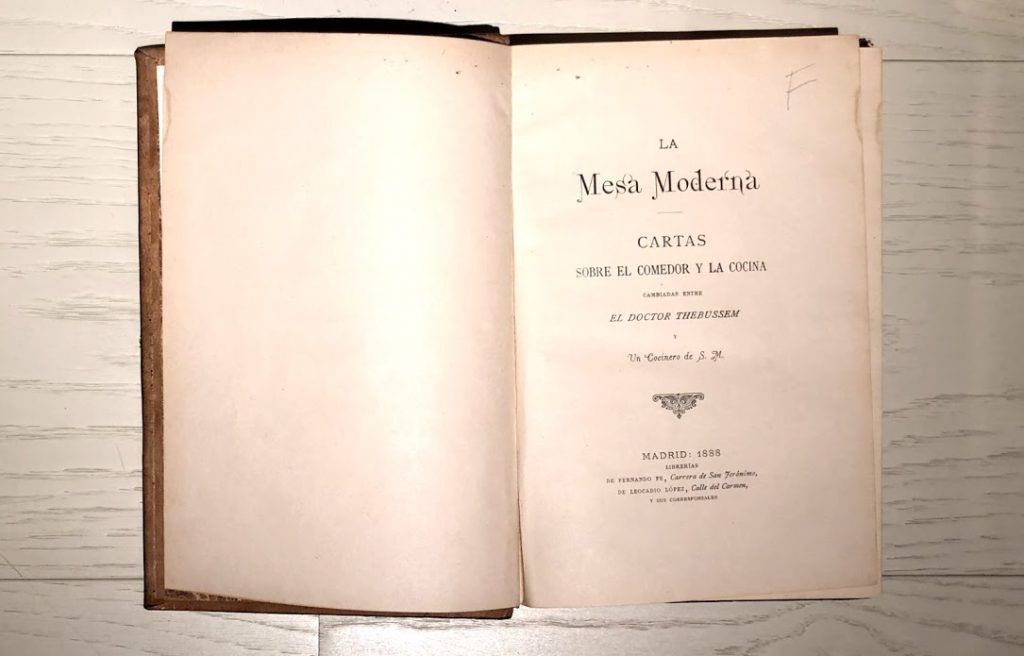 F
LA
Mesa Moderna
CARTAS
SOBRE EL COMEDOR Y LA COCINA
CAMBIADAS ENTRE
EL DOCTOR THEBUSSEM
Y
Un Cocinero de S. M.
MADRID: 1888
LIBRERÍAS
DE FERNANDO FE, Carrera de San Jerónimo,
DE LEOCADIO LÓPEZ, Calle del Carmen,
Y SUS CORRESPONSALES